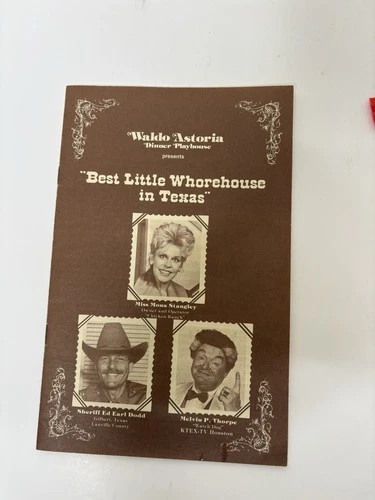 Waldo Astoria
Dinner Playhouse
presents
"Best Little Whorehouse
in Texas"
Miss Mona Stangley
Owner and Operator
"Chicken Ranch"
Sheriff Ed Earl Dodd
Gilbert, Texas
Lanville County
Melvin P. Thorpe
"Watch Dog"
KTEX-TV Houston